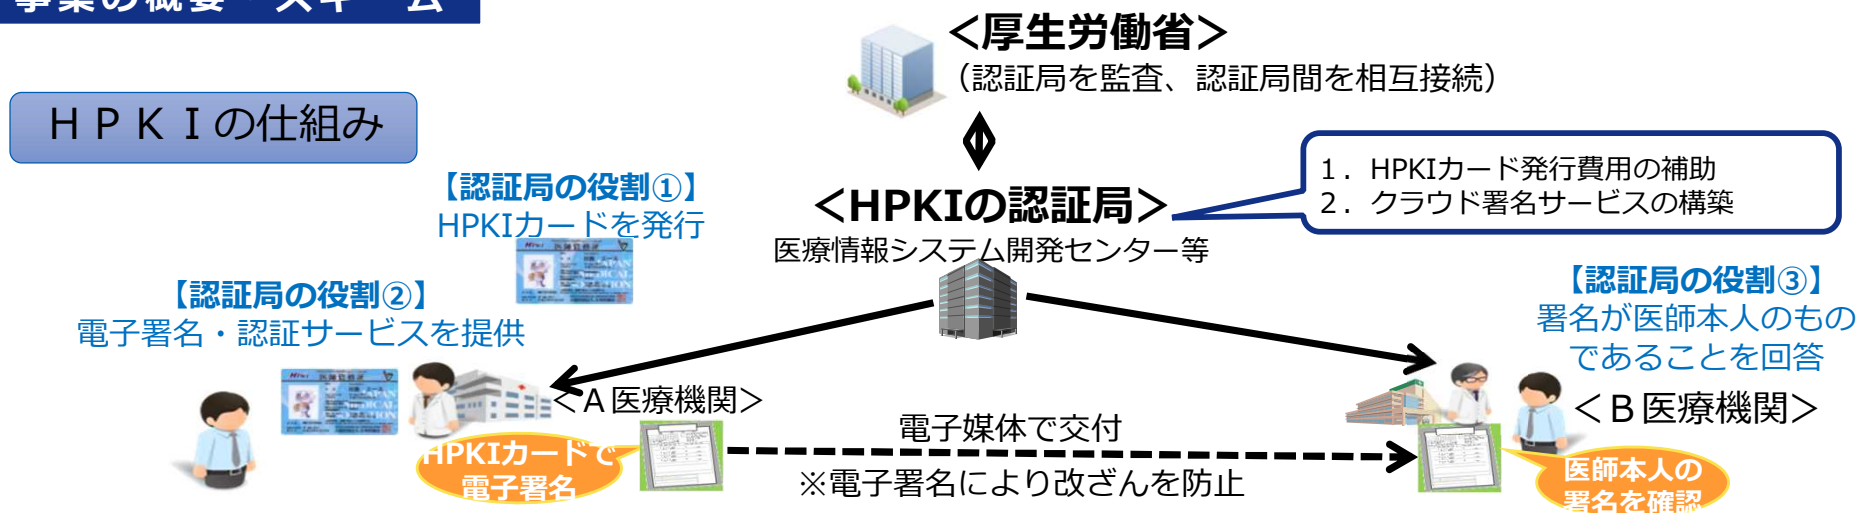 事業の概要・スキーム
＜厚生労働省＞
（認証局を監査、認証局間を相互接続）
ＨＰＫＩの仕組み
【認証局の役割①】
HPKIカードを発行
＜HPKIの認証局＞
医療情報システム開発センター等
１．HPKIカード発行費用の補助
２．クラウド署名サービスの構築
【認証局の役割②】
電子署名・認証サービスを提供
【認証局の役割③】
署名が医師本人のもの
であることを回答
＜Ａ医療機関＞
＜Ｂ医療機関＞
HPKIカードで
電子署名
電子媒体で交付
※電子署名により改ざんを防止
医師本人の
署名を確認